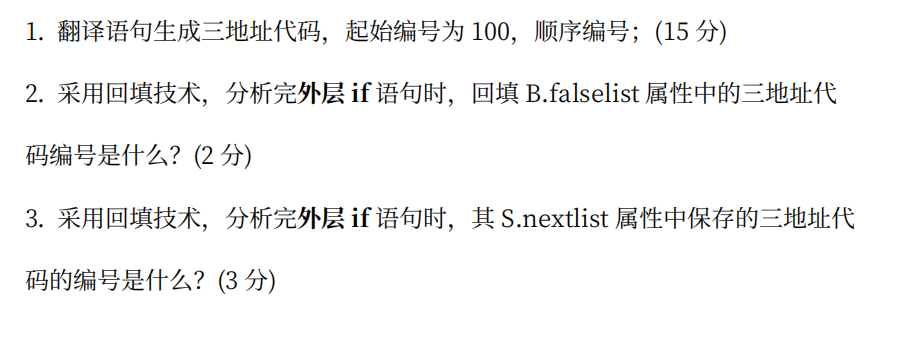 1. 翻译语句生成三地址代码，起始编号为 100，顺序编号；(15 分)
2. 采用回填技术，分析完外层 if 语句时，回填 B.falselist 属性中的三地址代
码编号是什么？(2 分)
3. 采用回填技术，分析完外层 if 语句时，其 S.nextlist 属性中保存的三地址代
码的编号是什么？(3 分)